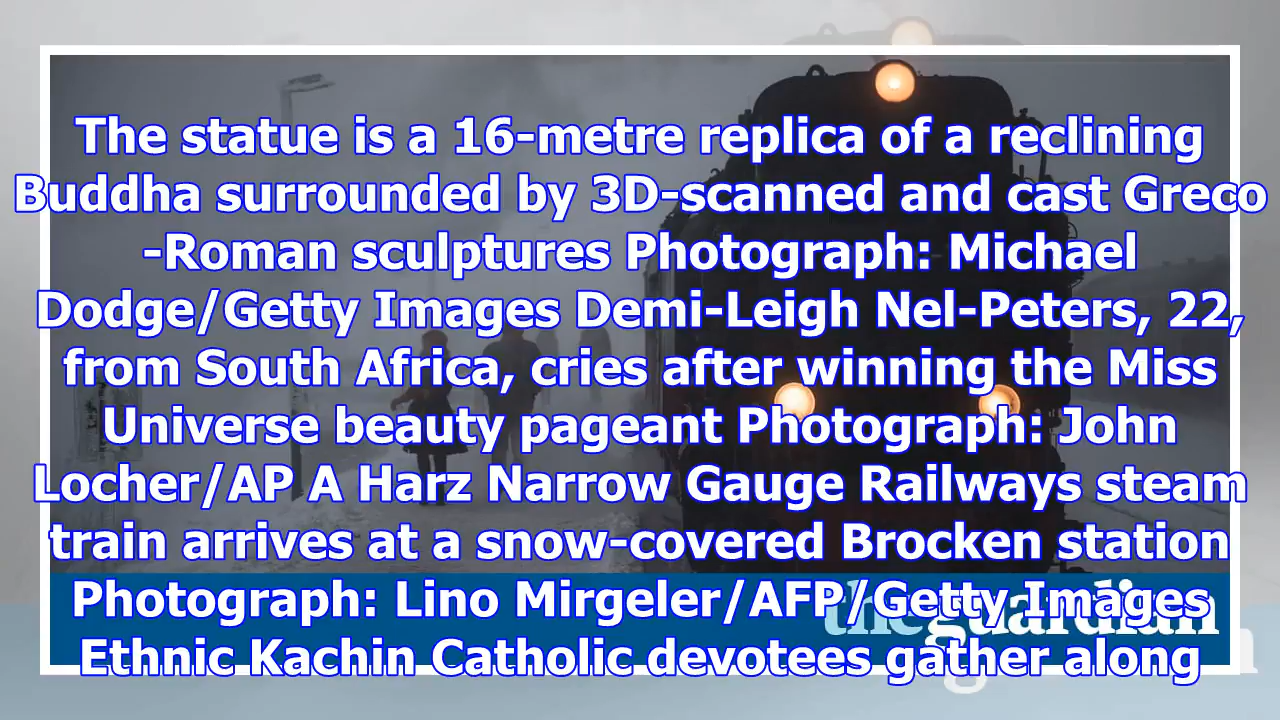 The statue is a 16-metre replica of a reclining
Buddha surrounded by 3D-scanned and cast Greco
-Roman sculptures Photograph: Michael
Dodge/Getty Images Demi-Leigh Nel-Peters, 22,
from South Africa, cries after winning the Miss
Universe beauty pageant Photograph: John
Locher/AP A Harz Narrow Gauge Railways steam
train arrives at a snow-covered Brocken station
Photograph: Lino Mirgeler/AFP/Getty Images
theguardian
Ethnic Kachin Catholic devotees gather along